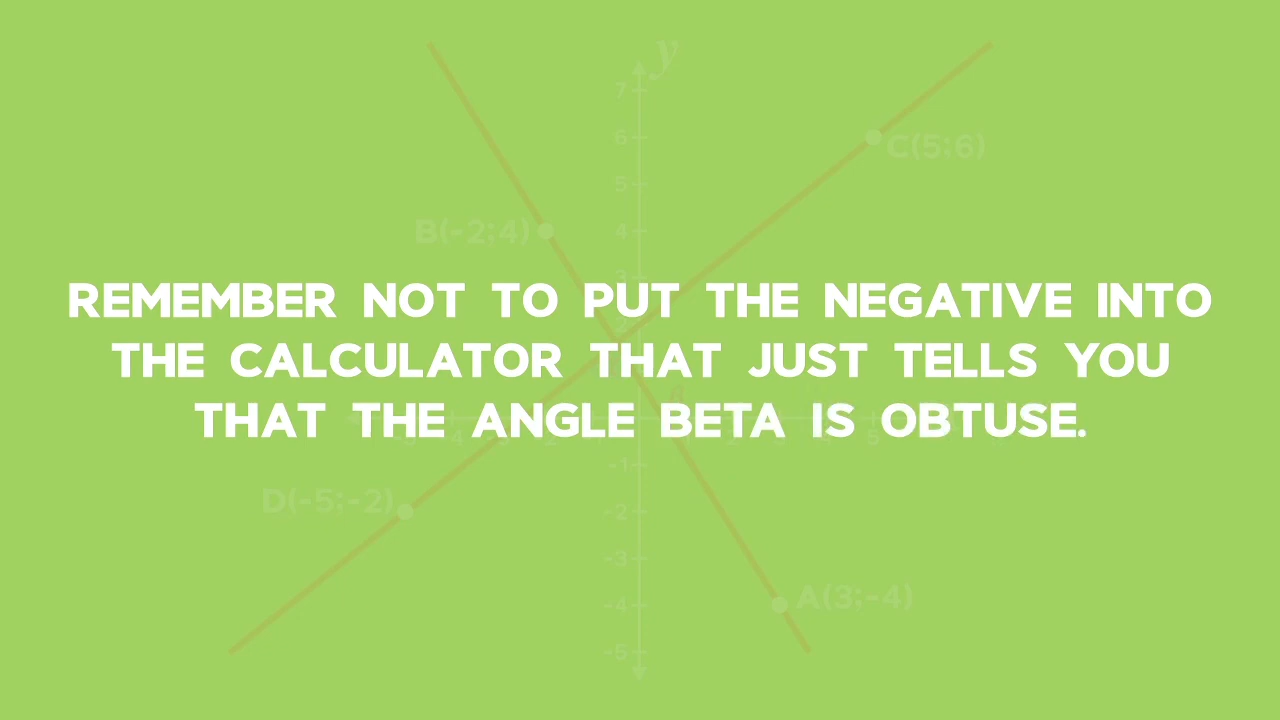 REMEMBER NOT TO PUT THE NEGATIVE INTO
THE CALCULATOR THAT JUST TELLS YOU
THAT THE ANGLE BETA IS OBTUSE.
y
7
6
C(5;6)
5
B(-2;4)
4
3
-1
D(-5;-2)
-2
-3
-4
A(3;-4)
-5